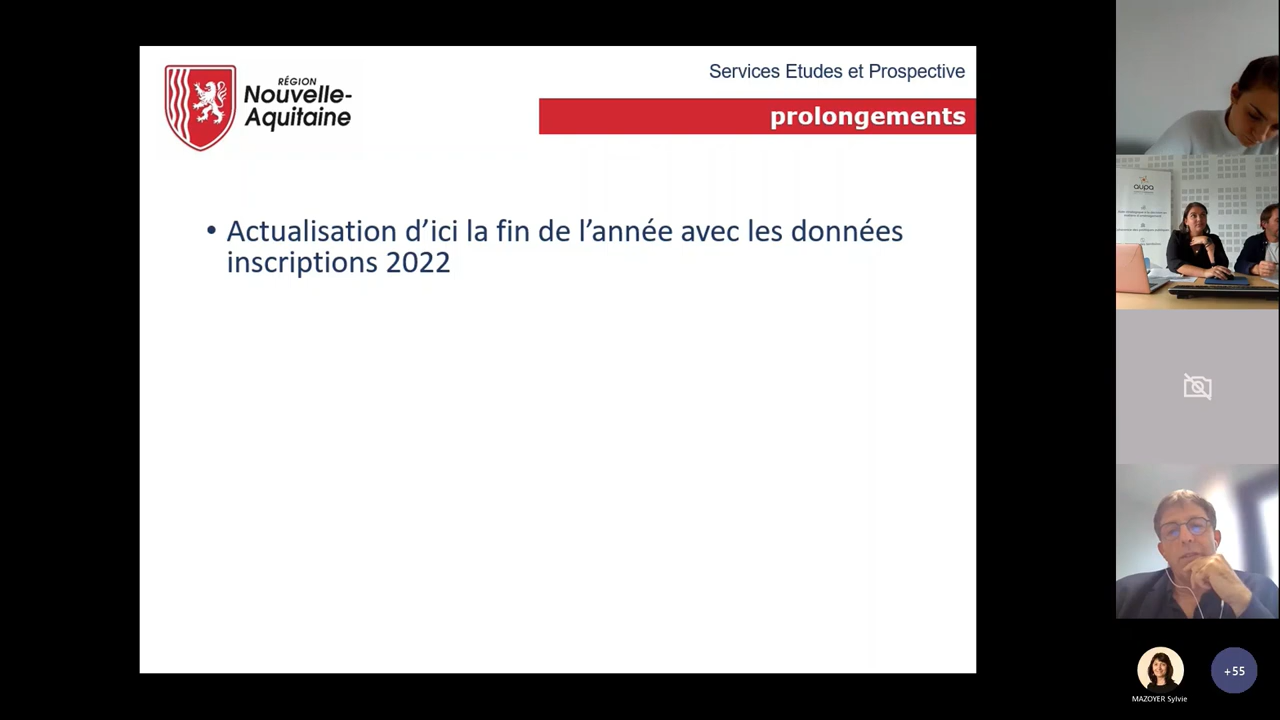 RÉGION
Nouvelle-
Aquitaine
Services Etudes et Prospective
prolongements
• Actualisation d’ici la fin de l’année avec les données
inscriptions 2022
aupa
MAZOYER Sylvie
+55